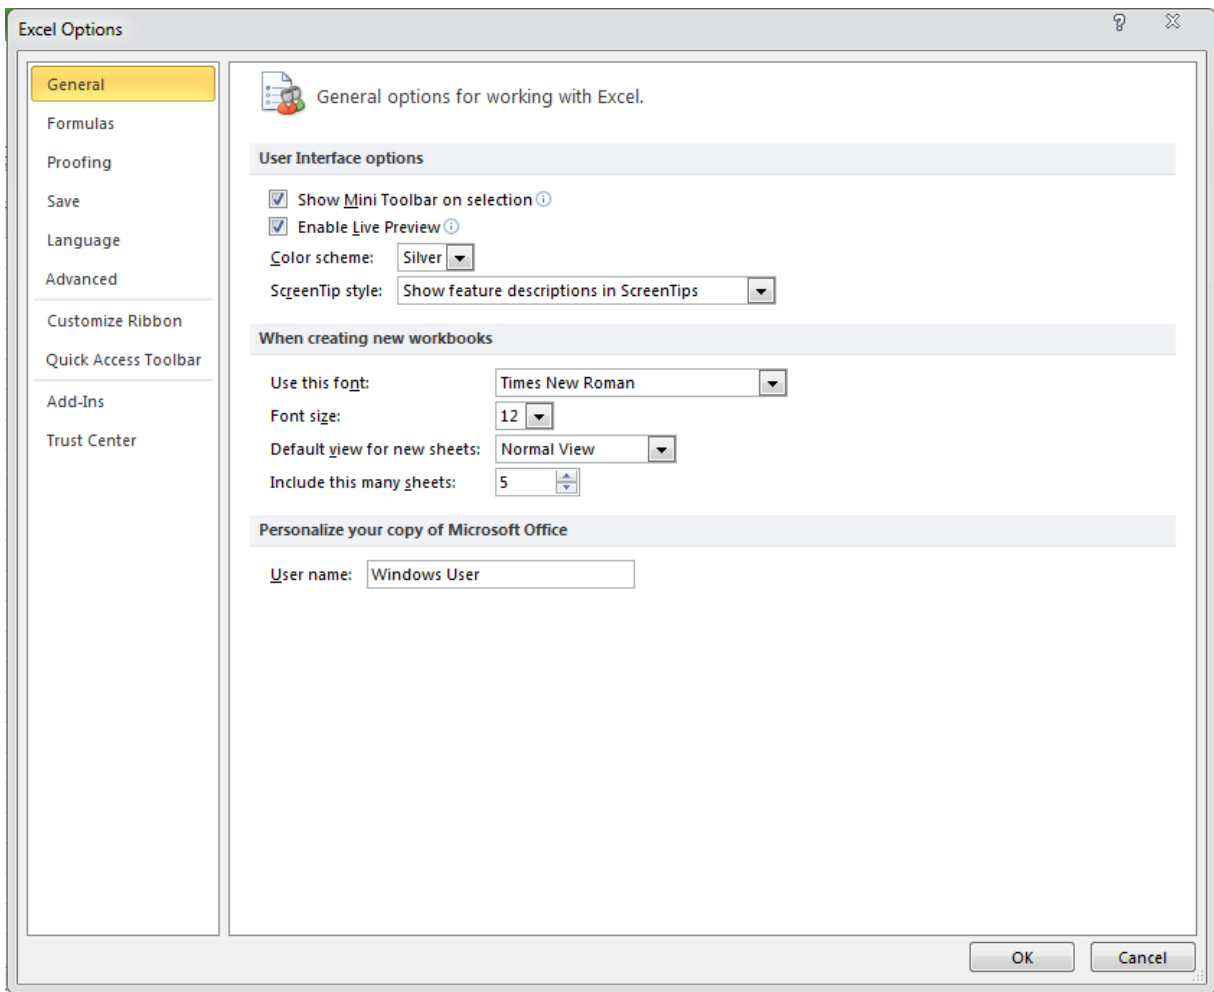 Excel Options
General
Formulas
Proofing
Save
Language
Advanced
Customize Ribbon
Quick Access Toolbar
Add-Ins
Trust Center
General options for working with Excel.
User Interface options
Show Mini Toolbar on selection
Enable Live Preview
Color scheme: Silver
ScreenTip style: Show feature descriptions in ScreenTips
When creating new workbooks
Use this font: Times New Roman
Font size: 12
Default view for new sheets: Normal View
Include this many sheets: 5
Personalize your copy of Microsoft Office
User name: Windows User
OK Cancel